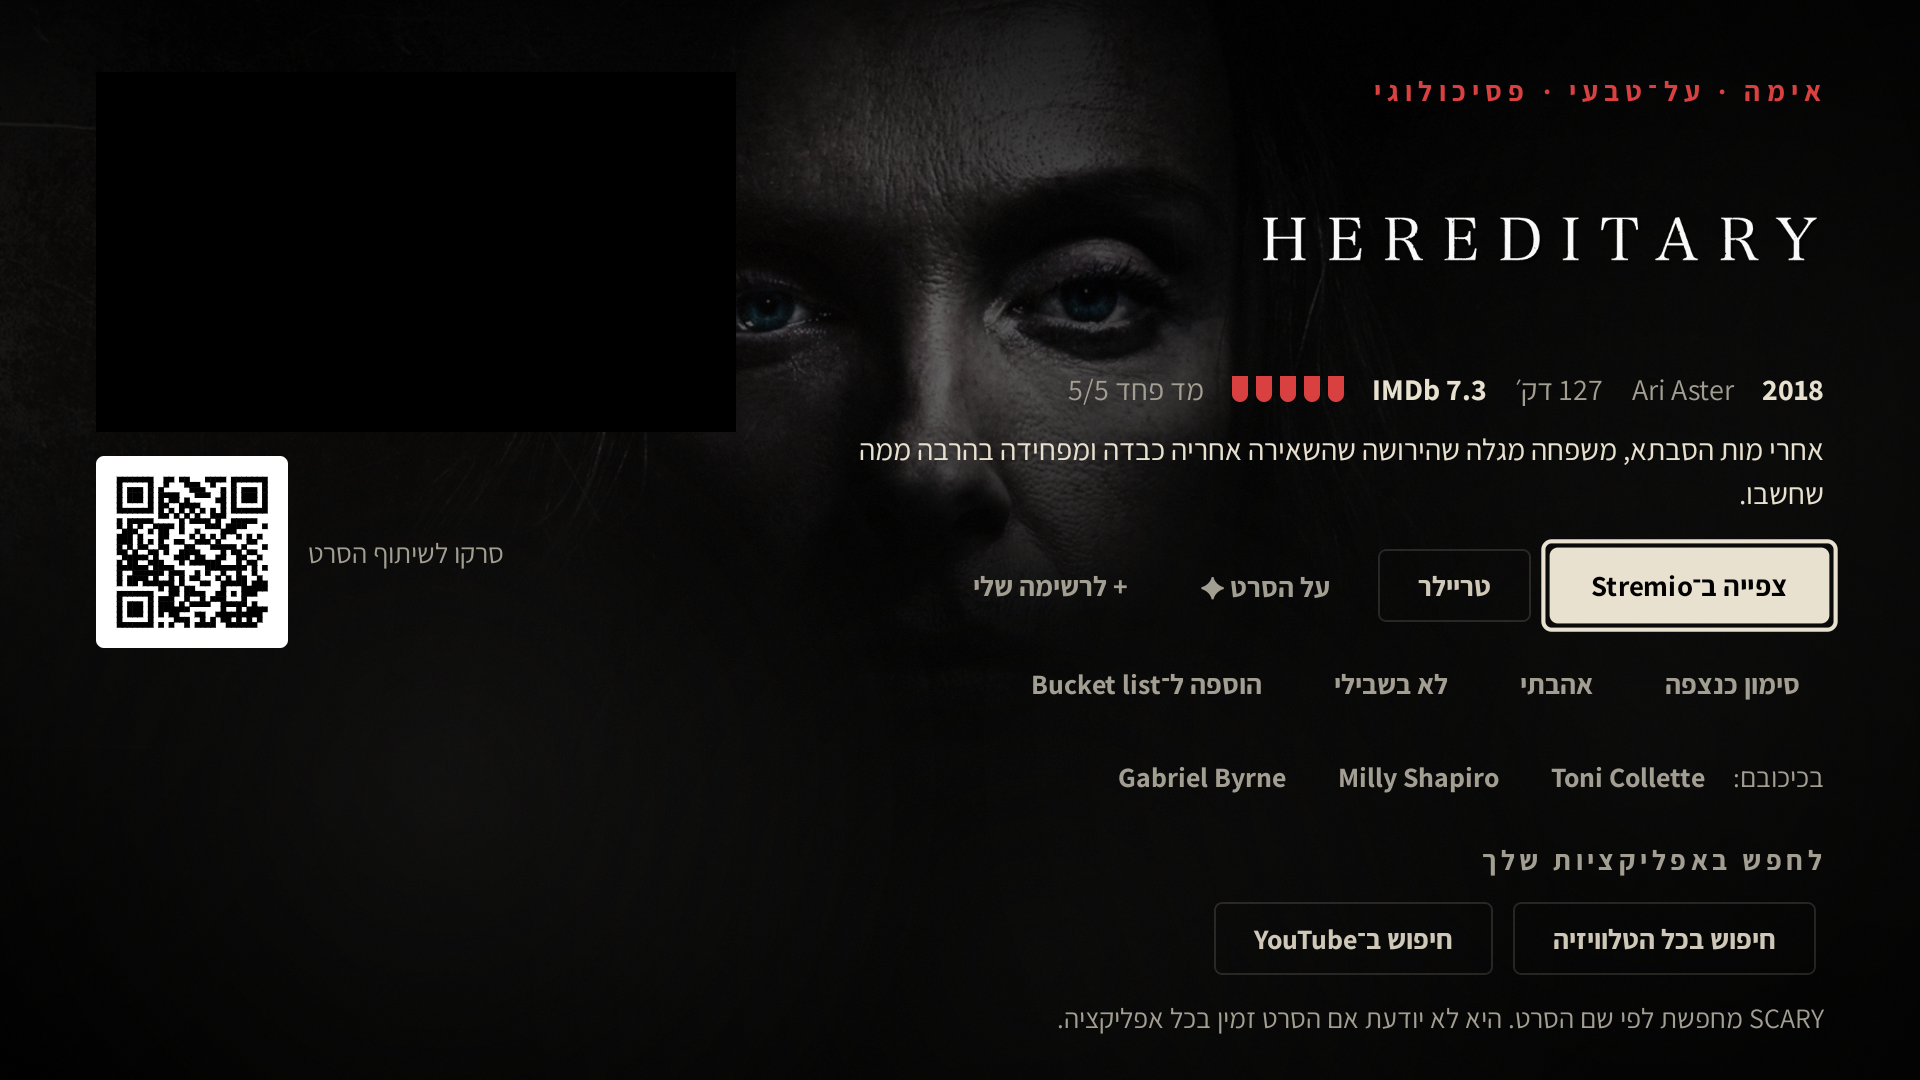 אימה · על־טבעי · פסיכולוגי
HEREDITARY
2018 Ari Aster 127 דק׳ IMDb 7.3 מד פחד 5/5
אחרי מות הסבתא, משפחה מגלה שהירושה שהשאירה אחריה כבדה ומפחידה בהרבה ממה
שחשבו.
צפייה ב־Stremio טריילר על הסרט ✦ + לרשימה שלי
סרקו לשיתוף הסרט
סימון כנצפה אהבתי לא בשבילי הוספה ל־Bucket list
בכיכובם: Toni Collette Milly Shapiro Gabriel Byrne
לחפש באפליקציות שלך
חיפוש בכל הטלוויזיה חיפוש ב־YouTube
SCARY מחפשת לפי שם הסרט. היא לא יודעת אם הסרט זמין בכל אפליקציה.